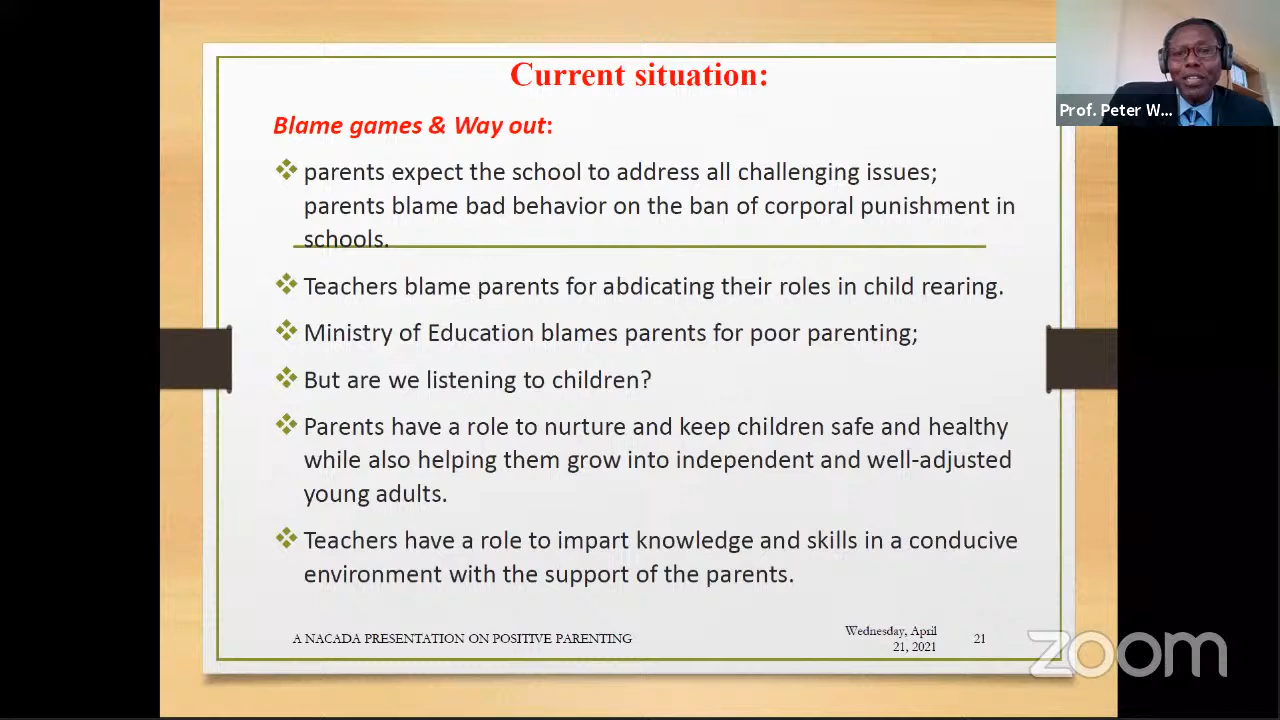 Current situation:
Prof. Peter W...
Blame games & Way out:
parents expect the school to address all challenging issues;
parents blame bad behavior on the ban of corporal punishment in
schools.
Teachers blame parents for abdicating their roles in child rearing.
Ministry of Education blames parents for poor parenting;
But are we listening to children?
Parents have a role to nurture and keep children safe and healthy
while also helping them grow into independent and well-adjusted
young adults.
Teachers have a role to impart knowledge and skills in a conducive
environment with the support of the parents.
A NACADA PRESENTATION ON POSITIVE PARENTING
Wednesday, April
21, 2021
21
zoom